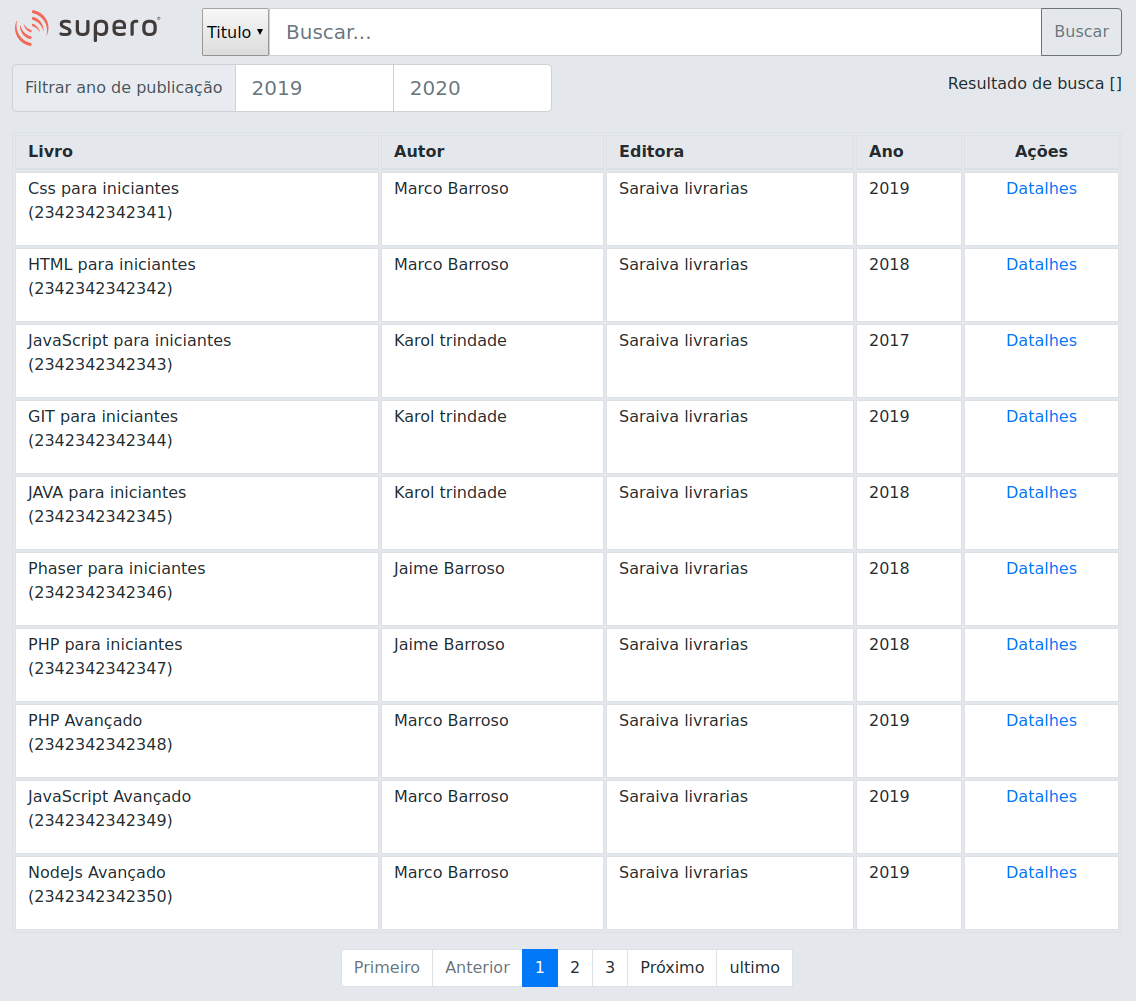 supero
Titulo Buscar... Buscar
Filtrar ano de publicação 2019 2020 Resultado de busca []
Livro Autor Editora Ano Ações
Css para iniciantes Marco Barroso Saraiva livrarias 2019 Datalhes
(2342342342341)
HTML para iniciantes Marco Barroso Saraiva livrarias 2018 Datalhes
(2342342342342)
JavaScript para iniciantes Karol trindade Saraiva livrarias 2017 Datalhes
(2342342342343)
GIT para iniciantes Karol trindade Saraiva livrarias 2019 Datalhes
(2342342342344)
JAVA para iniciantes Karol trindade Saraiva livrarias 2018 Datalhes
(2342342342345)
Phaser para iniciantes Jaime Barroso Saraiva livrarias 2018 Datalhes
(2342342342346)
PHP para iniciantes Jaime Barroso Saraiva livrarias 2018 Datalhes
(2342342342347)
PHP Avançado Marco Barroso Saraiva livrarias 2019 Datalhes
(2342342342348)
JavaScript Avançado Marco Barroso Saraiva livrarias 2019 Datalhes
(2342342342349)
NodeJs Avançado Marco Barroso Saraiva livrarias 2019 Datalhes
(2342342342350)
Primeiro Anterior 1 2 3 Próximo ultimo